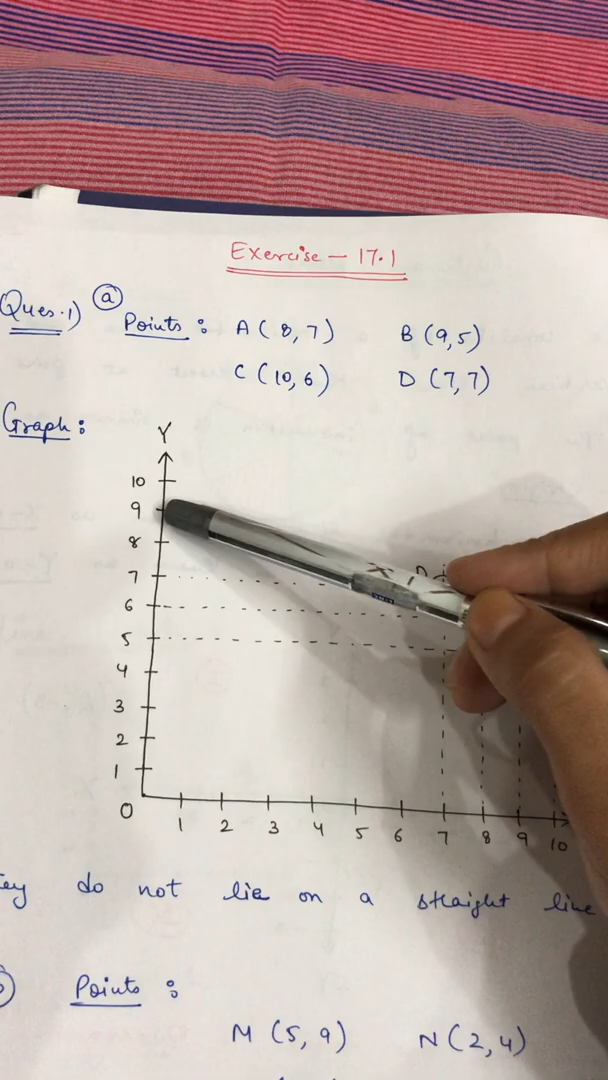 Exercise – 17.1
Ques.1) (a)
Points : A (8,7) B (9,5)
C (10,6) D (7,7)
Graph :
Y
10
9
8
7
6
5
4
3
2
1
O 1 2 3 4 5 6 7 8 9 10
do not lie on a straight line
Points :
M (5, 9) N (2, 4)